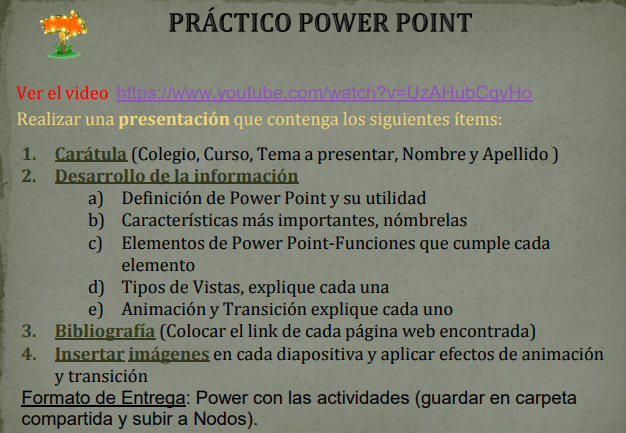 PRÁCTICO POWER POINT
Ver el video https://www.youtube.com/watch?v=UzAHubCqyHo
Realizar una presentación que contenga los siguientes ítems:
1. Carátula (Colegio, Curso, Tema a presentar, Nombre y Apellido )
2. Desarrollo de la información
a) Definición de Power Point y su utilidad
b) Características más importantes, nómbrelas
c) Elementos de Power Point-Funciones que cumple cada
elemento
d) Tipos de Vistas, explique cada una
e) Animación y Transición explique cada uno
3. Bibliografía (Colocar el link de cada página web encontrada)
4. Insertar imágenes en cada diapositiva y aplicar efectos de animación
y transición
Formato de Entrega: Power con las actividades (guardar en carpeta
compartida y subir a Nodos).